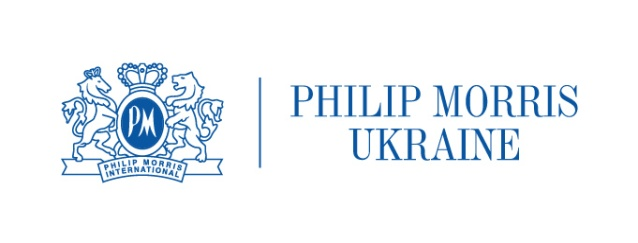 PM
PHILIP MORRIS
INTERNATIONAL
PHILIP MORRIS
UKRAINE